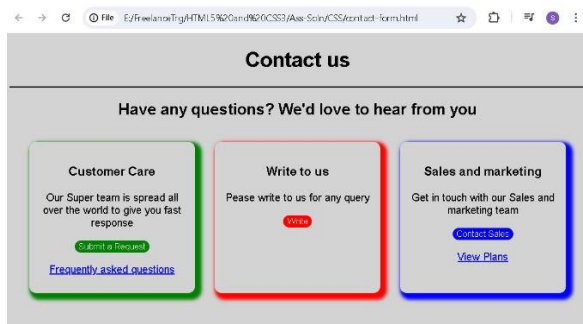 File E:/FreelanceTrg/HTML5%20and%20CSS3/Ass-Soln/CSS/contact-form.html
S
Contact us
Have any questions? We'd love to hear from you
Customer Care
Our Super team is spread all
over the world to give you fast
response
Submit a Request
Frequently asked questions
Write to us
Pease write to us for any query
Write
Sales and marketing
Get in touch with our Sales and
marketing team
Contact Sales
View Plans